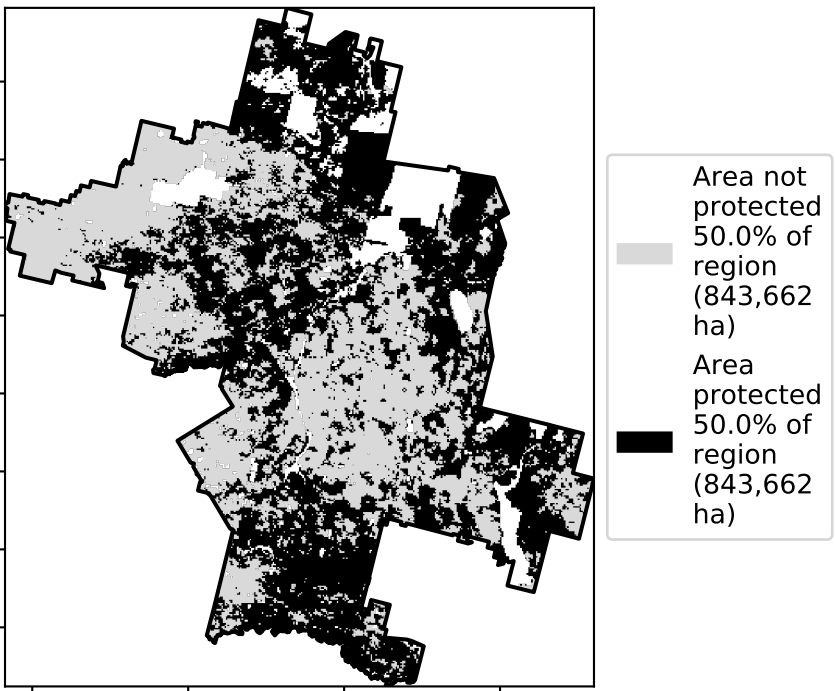 Area not
protected
50.0% of
region
(843,662
ha)
Area
protected
50.0% of
region
(843,662
ha)